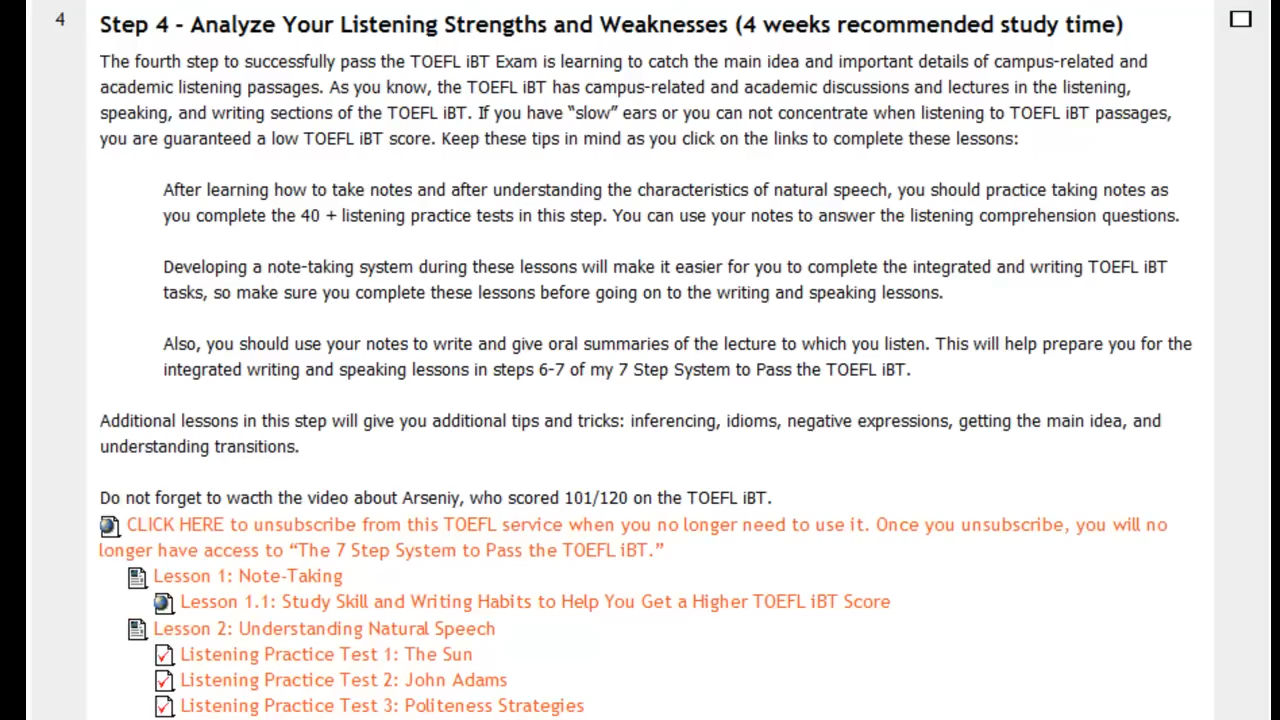 4
Step 4 - Analyze Your Listening Strengths and Weaknesses (4 weeks recommended study time)
The fourth step to successfully pass the TOEFL iBT Exam is learning to catch the main idea and important details of campus-related and
academic listening passages. As you know, the TOEFL iBT has campus-related and academic discussions and lectures in the listening,
speaking, and writing sections of the TOEFL iBT. If you have “slow” ears or you can not concentrate when listening to TOEFL iBT passages,
you are guaranteed a low TOEFL iBT score. Keep these tips in mind as you click on the links to complete these lessons:
After learning how to take notes and after understanding the characteristics of natural speech, you should practice taking notes as
you complete the 40 + listening practice tests in this step. You can use your notes to answer the listening comprehension questions.
Developing a note-taking system during these lessons will make it easier for you to complete the integrated and writing TOEFL iBT
tasks, so make sure you complete these lessons before going on to the writing and speaking lessons.
Also, you should use your notes to write and give oral summaries of the lecture to which you listen. This will help prepare you for the
integrated writing and speaking lessons in steps 6-7 of my 7 Step System to Pass the TOEFL iBT.
Additional lessons in this step will give you additional tips and tricks: inferencing, idioms, negative expressions, getting the main idea, and
understanding transitions.
Do not forget to wacth the video about Arseniy, who scored 101/120 on the TOEFL iBT.
CLICK HERE to unsubscribe from this TOEFL service when you no longer need to use it. Once you unsubscribe, you will no
longer have access to “The 7 Step System to Pass the TOEFL iBT.”
Lesson 1: Note-Taking
Lesson 1.1: Study Skill and Writing Habits to Help You Get a Higher TOEFL iBT Score
Lesson 2: Understanding Natural Speech
Listening Practice Test 1: The Sun
Listening Practice Test 2: John Adams
Listening Practice Test 3: Politeness Strategies